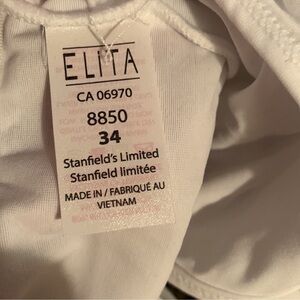 ELITA
CA 06970
8850
34
Stanfield's Limited
Stanfield limitée
MADE IN / FABRIQUÉ AU
VIETNAM